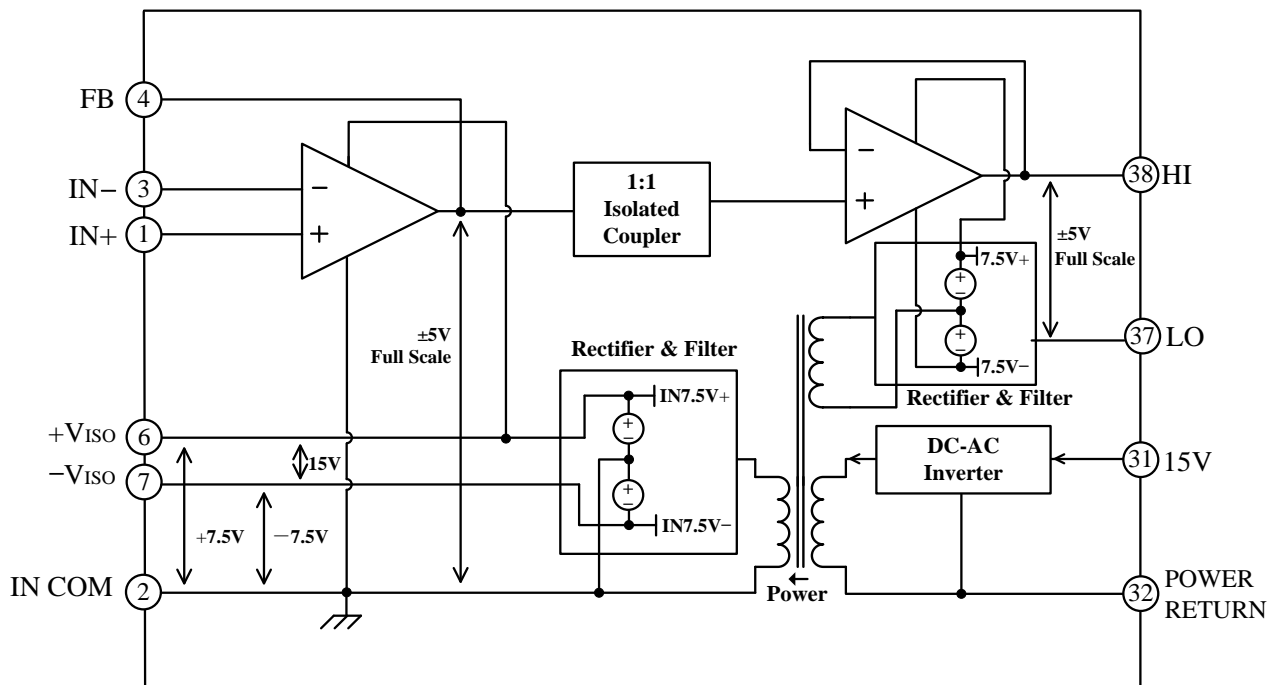 FB
4
IN−
3
IN+
1
−
+
1:1
Isolated
Coupler
−
+
38
HI
±5V
Full Scale
7.5V+
+
−
+
−
7.5V−
37
LO
Rectifier & Filter
±5V
Full Scale
Rectifier & Filter
IN7.5V+
+
−
+
−
IN7.5V−
+VISO
6
−VISO
7
15V
+7.5V
−7.5V
IN COM
2
DC-AC
Inverter
31
15V
Power
32
POWER
RETURN